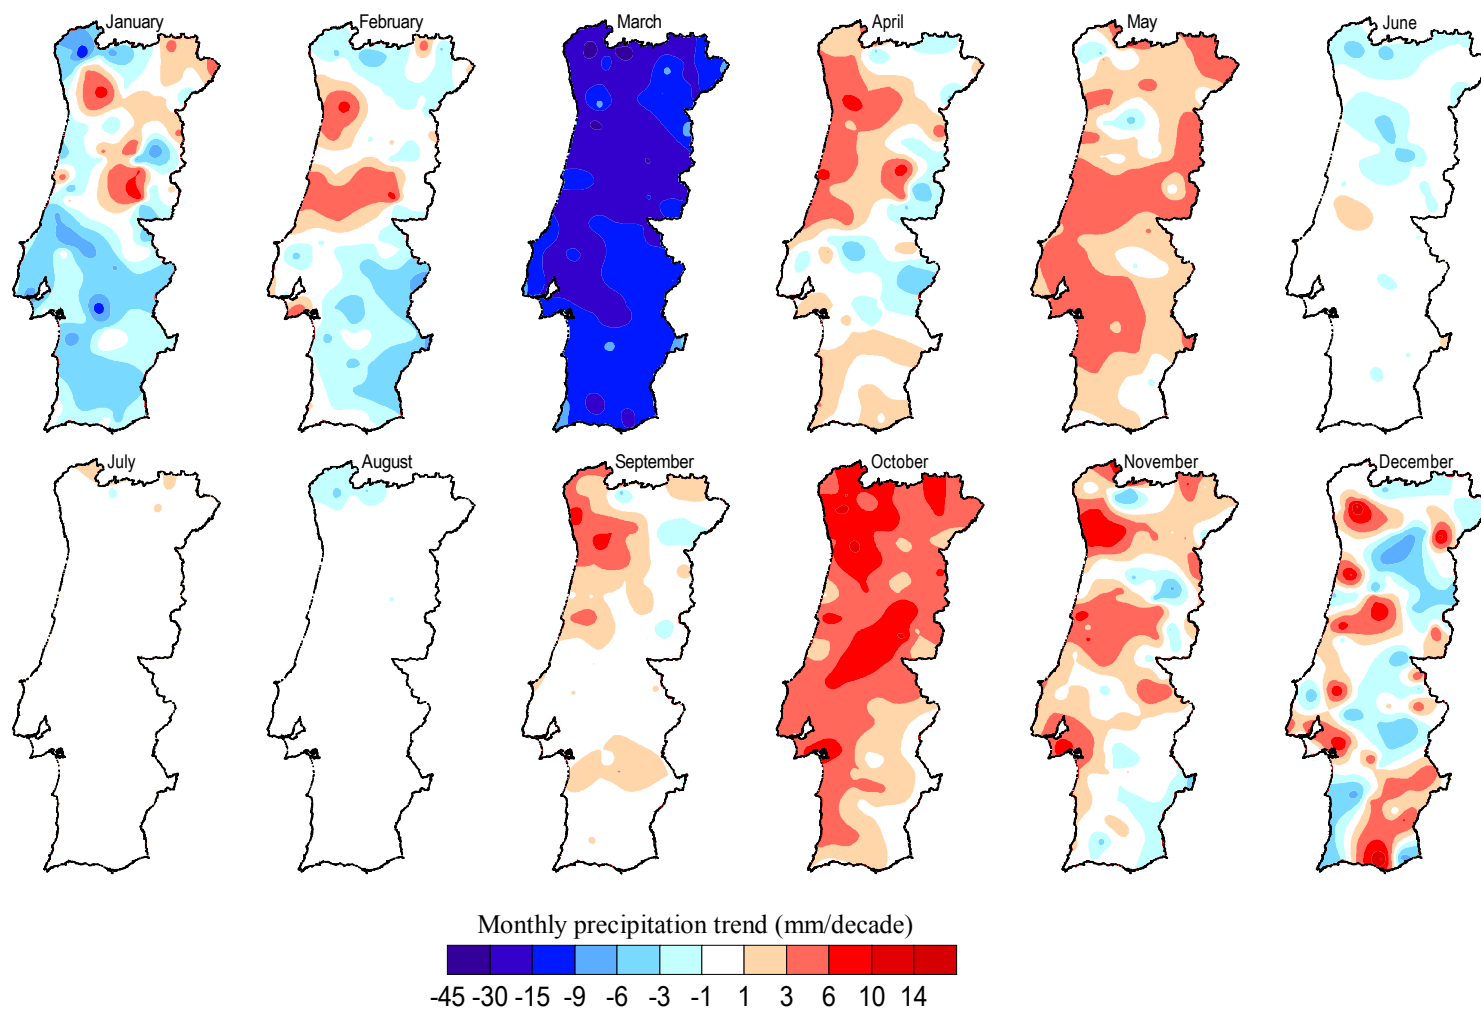 January
February
March
April
May
June
July
August
September
October
November
December
Monthly precipitation trend (mm/decade)
-45 -30 -15 -9 -6 -3 -1 1 3 6 10 14